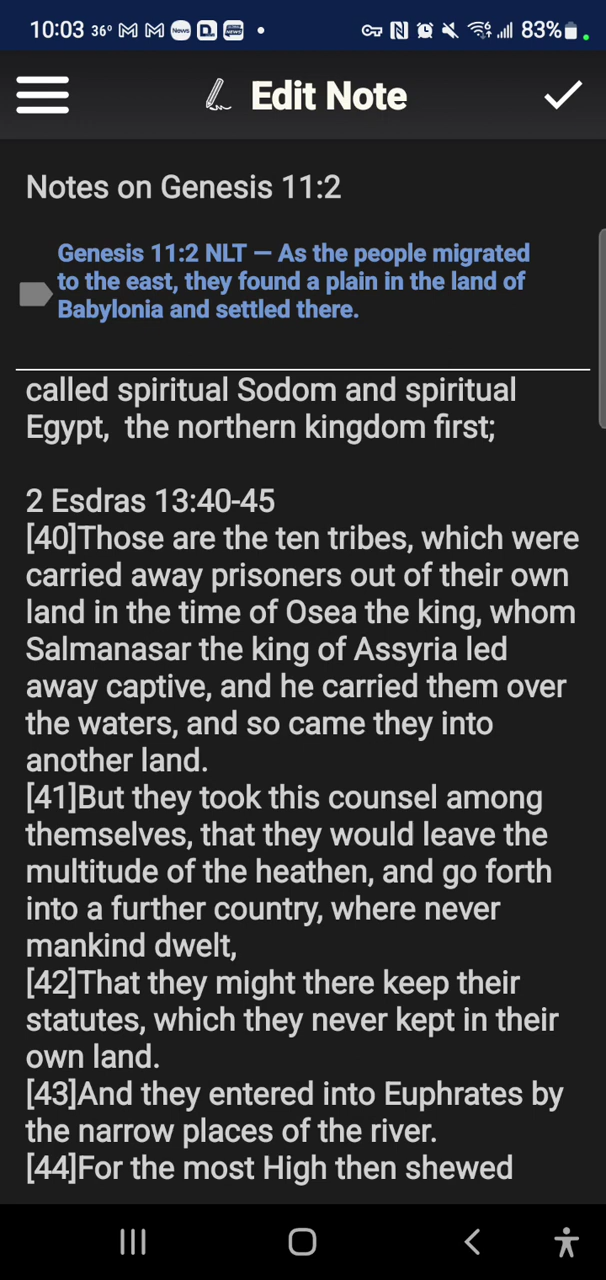 10:03 36° News D. NEWS 83%
Edit Note
Notes on Genesis 11:2
Genesis 11:2 NLT — As the people migrated
to the east, they found a plain in the land of
Babylonia and settled there.
called spiritual Sodom and spiritual
Egypt,  the northern kingdom first;
2 Esdras 13:40-45
[40]Those are the ten tribes, which were
carried away prisoners out of their own
land in the time of Osea the king, whom
Salmanasar the king of Assyria led
away captive, and he carried them over
the waters, and so came they into
another land.
[41]But they took this counsel among
themselves, that they would leave the
multitude of the heathen, and go forth
into a further country, where never
mankind dwelt,
[42]That they might there keep their
statutes, which they never kept in their
own land.
[43]And they entered into Euphrates by
the narrow places of the river.
[44]For the most High then shewed